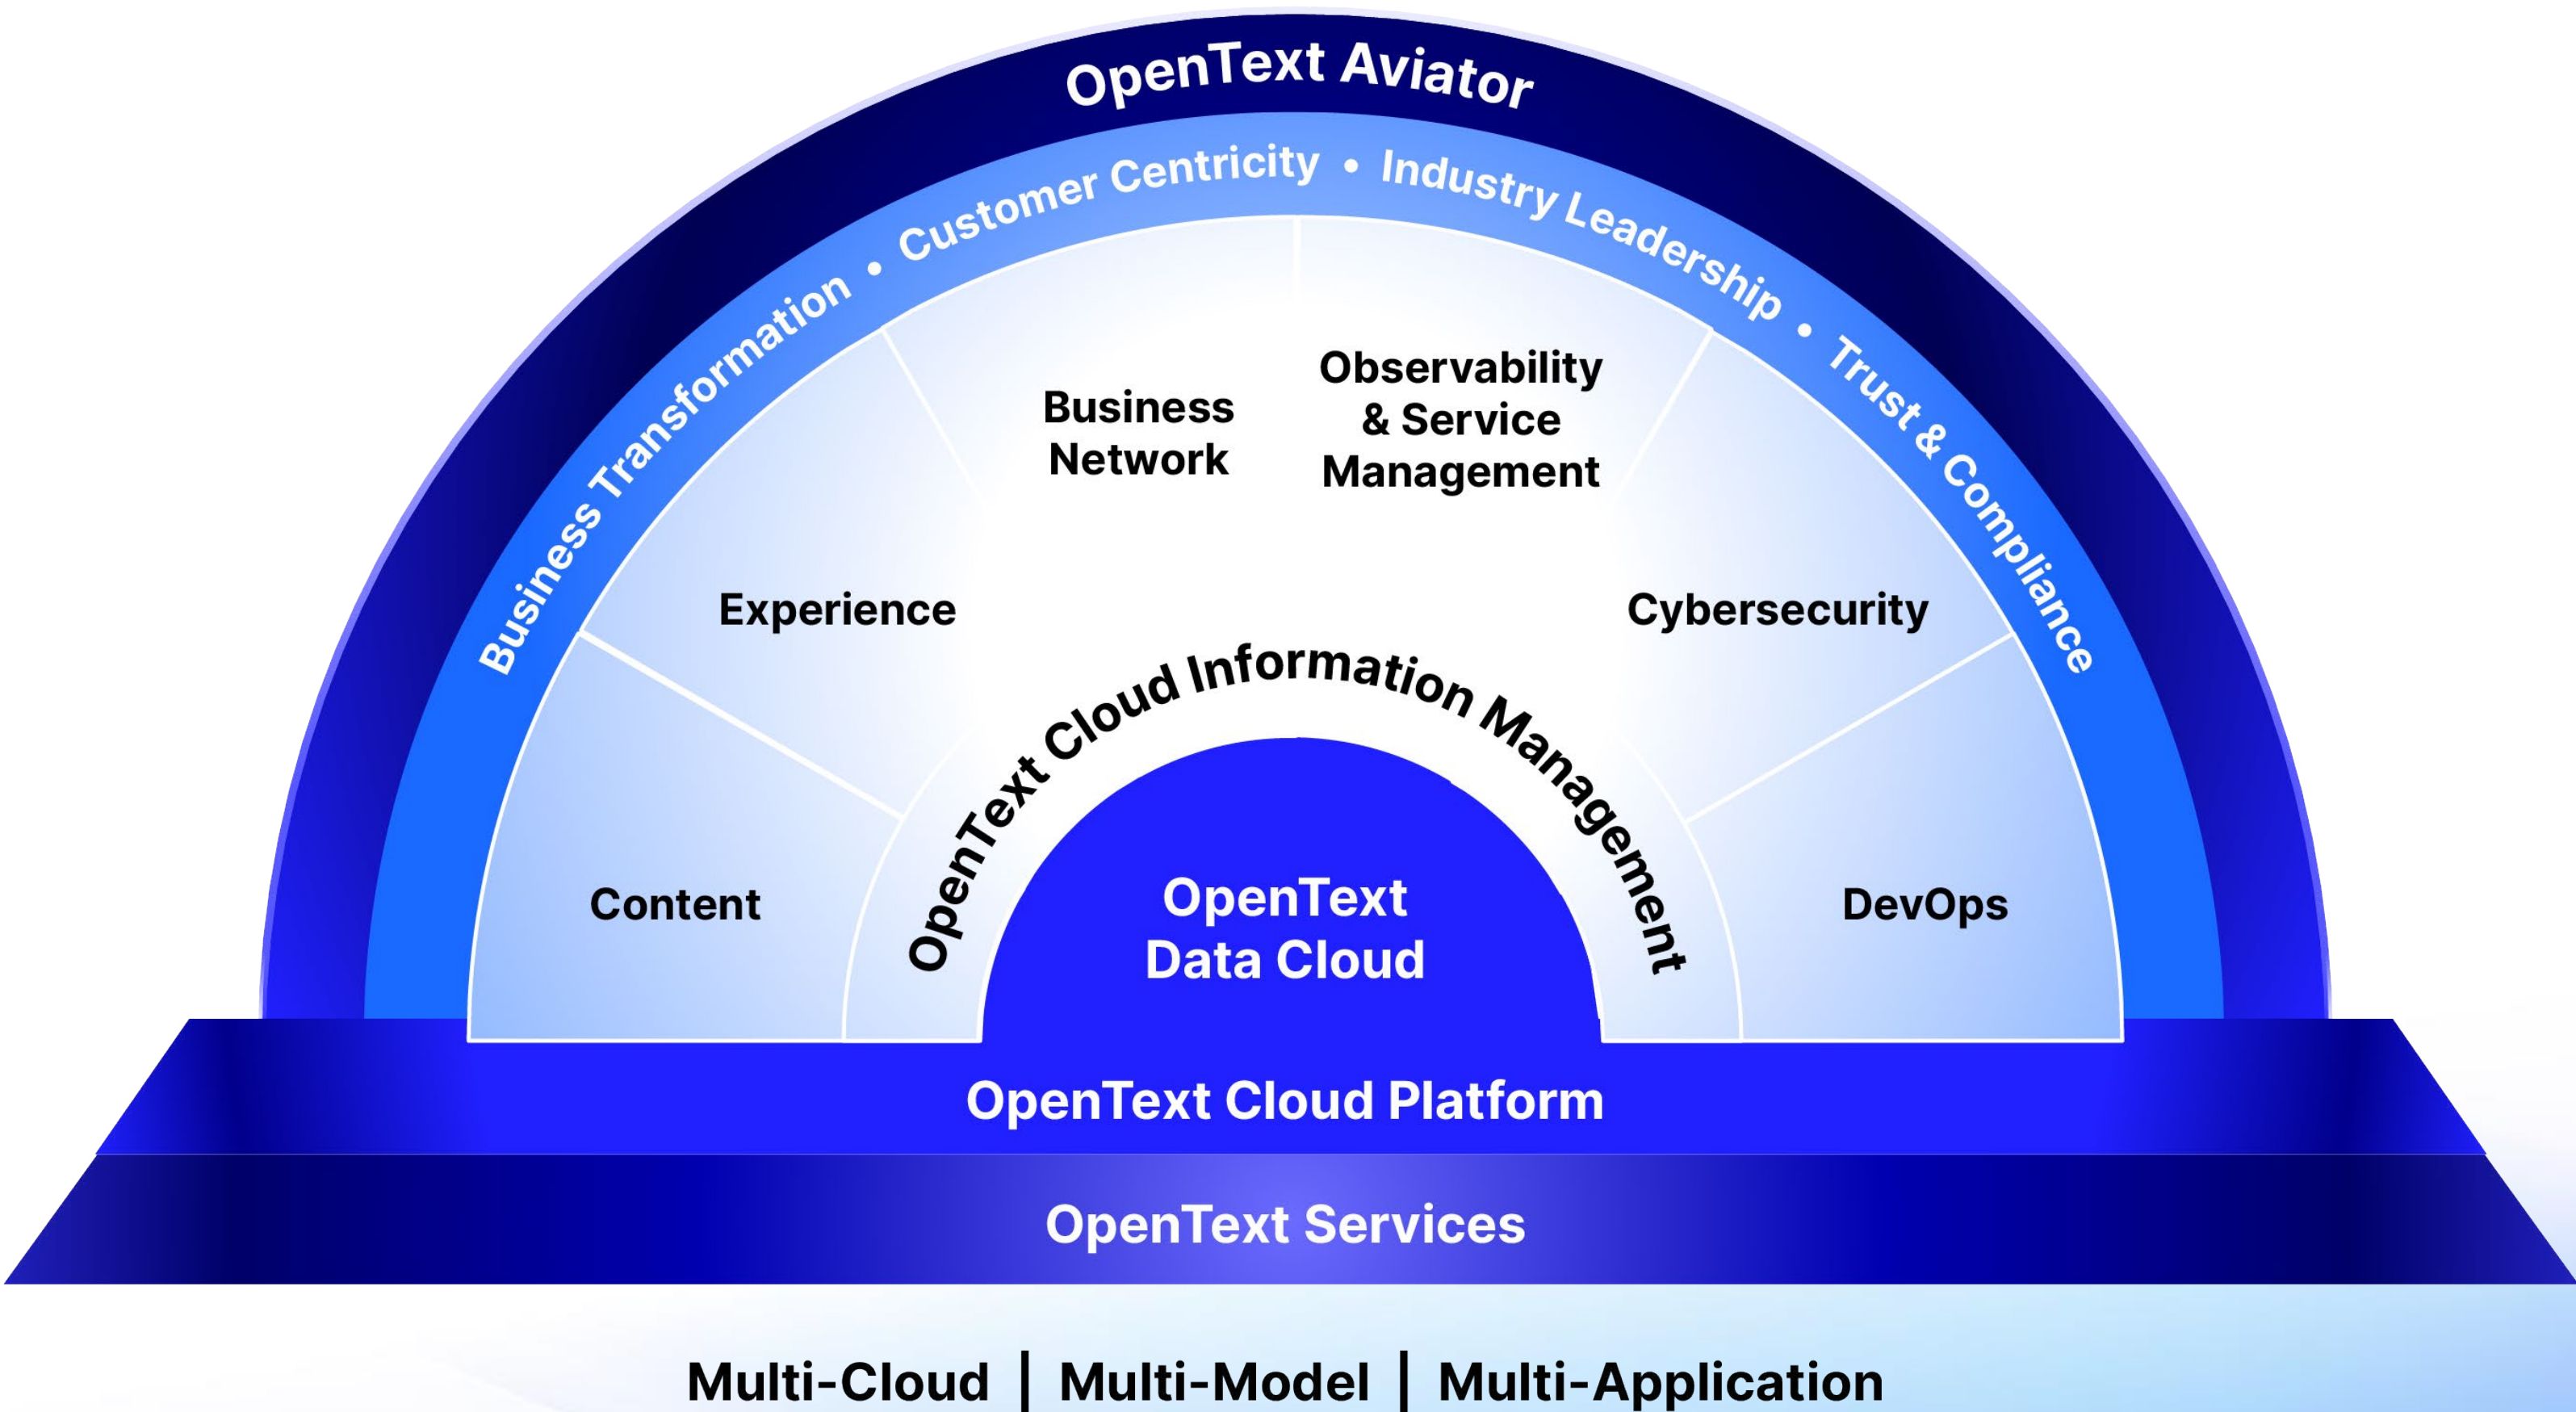 OpenText Aviator
Business Transformation • Customer Centricity • Industry Leadership • Trust & Compliance
Business
Network
Observability
& Service
Management
Experience
Cybersecurity
Content
DevOps
OpenText Cloud Information Management
OpenText
Data Cloud
OpenText Cloud Platform
OpenText Services
Multi-Cloud | Multi-Model | Multi-Application